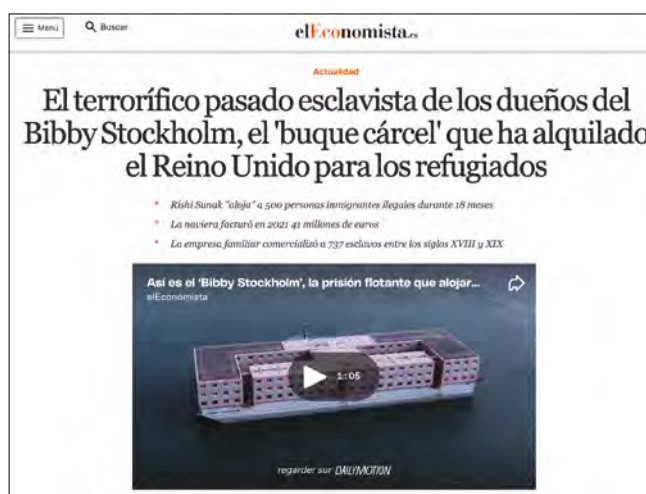 Menú
Buscar
elEconomista.es
Actualidad
El terrorífico pasado esclavista de los dueños del
Bibby Stockholm, el 'buque cárcel' que ha alquilado
el Reino Unido para los refugiados
Rishi Sunak "aloja" a 500 personas inmigrantes ilegales durante 18 meses
La naviera facturó en 2021 41 millones de euros
La empresa familiar comercializó a 737 esclavos entre los siglos XVIII y XIX
Así es el 'Bibby Stockholm', la prisión flotante que alojar...
elEconomista
1:05
regarder sur DAILYMOTION